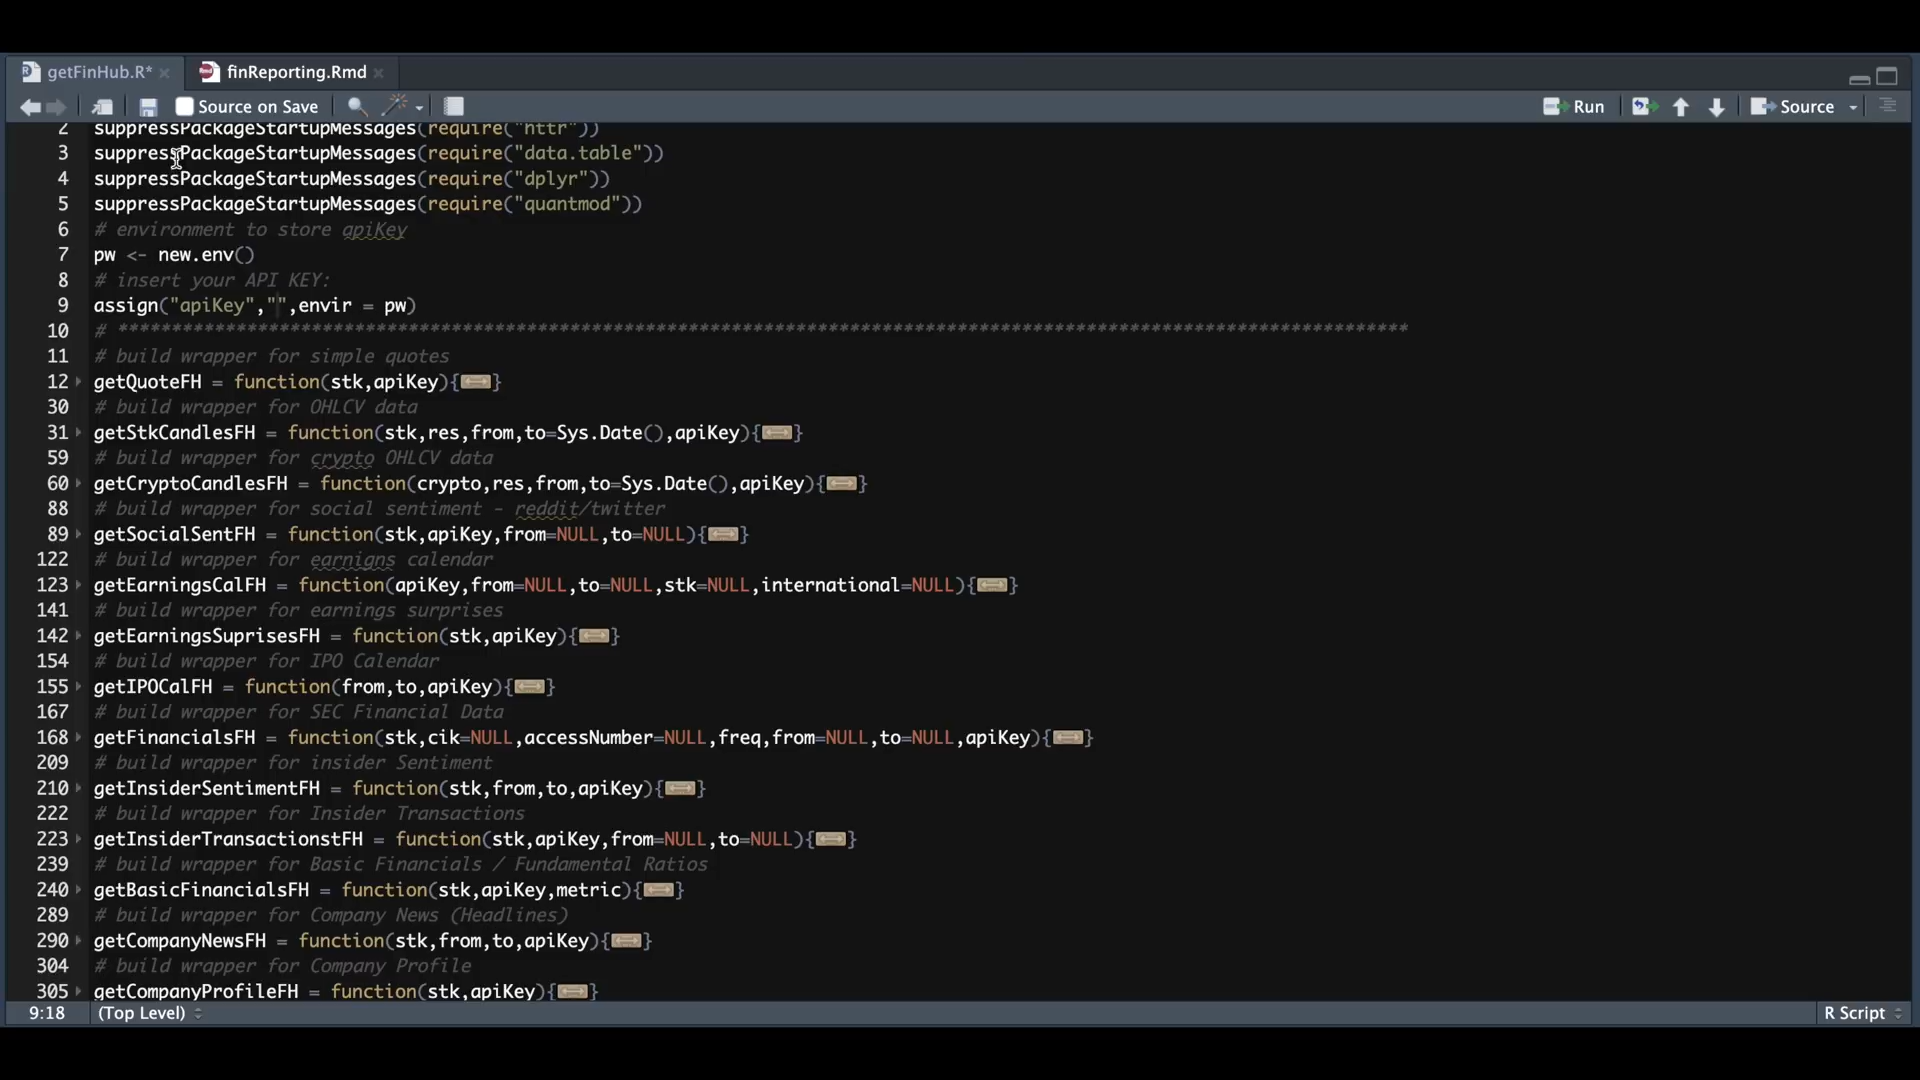 getFinHub.R* × finReporting.Rmd ×
Source on Save Run Source
2 suppressPackageStartupMessages(require("httr"))
3 suppressPackageStartupMessages(require("data.table"))
4 suppressPackageStartupMessages(require("dplyr"))
5 suppressPackageStartupMessages(require("quantmod"))
6 # environment to store apiKey
7 pw <- new.env()
8 # insert your API KEY:
9 assign("apiKey","",envir = pw)
10 # ************************************************************************************************************************
11 # build wrapper for simple quotes
12 getQuoteFH = function(stk,apiKey){}
30 # build wrapper for OHLCV data
31 getStkCandlesFH = function(stk,res,from,to=Sys.Date(),apiKey){}
59 # build wrapper for crypto OHLCV data
60 getCryptoCandlesFH = function(crypto,res,from,to=Sys.Date(),apiKey){}
88 # build wrapper for social sentiment - reddit/twitter
89 getSocialSentFH = function(stk,apiKey,from=NULL,to=NULL){}
122 # build wrapper for earnigns calendar
123 getEarningsCalFH = function(apiKey,from=NULL,to=NULL,stk=NULL,international=NULL){}
141 # build wrapper for earnings surprises
142 getEarningsSuprisesFH = function(stk,apiKey){}
154 # build wrapper for IPO Calendar
155 getIPOCalFH = function(from,to,apiKey){}
167 # build wrapper for SEC Financial Data
168 getFinancialsFH = function(stk,cik=NULL,accessNumber=NULL,freq,from=NULL,to=NULL,apiKey){}
209 # build wrapper for insider Sentiment
210 getInsiderSentimentFH = function(stk,from,to,apiKey){}
222 # build wrapper for Insider Transactions
223 getInsiderTransactionstFH = function(stk,apiKey,from=NULL,to=NULL){}
239 # build wrapper for Basic Financials / Fundamental Ratios
240 getBasicFinancialsFH = function(stk,apiKey,metric){}
289 # build wrapper for Company News (Headlines)
290 getCompanyNewsFH = function(stk,from,to,apiKey){}
304 # build wrapper for Company Profile
305 getCompanyProfileFH = function(stk,apiKey){}
9:18 (Top Level) R Script